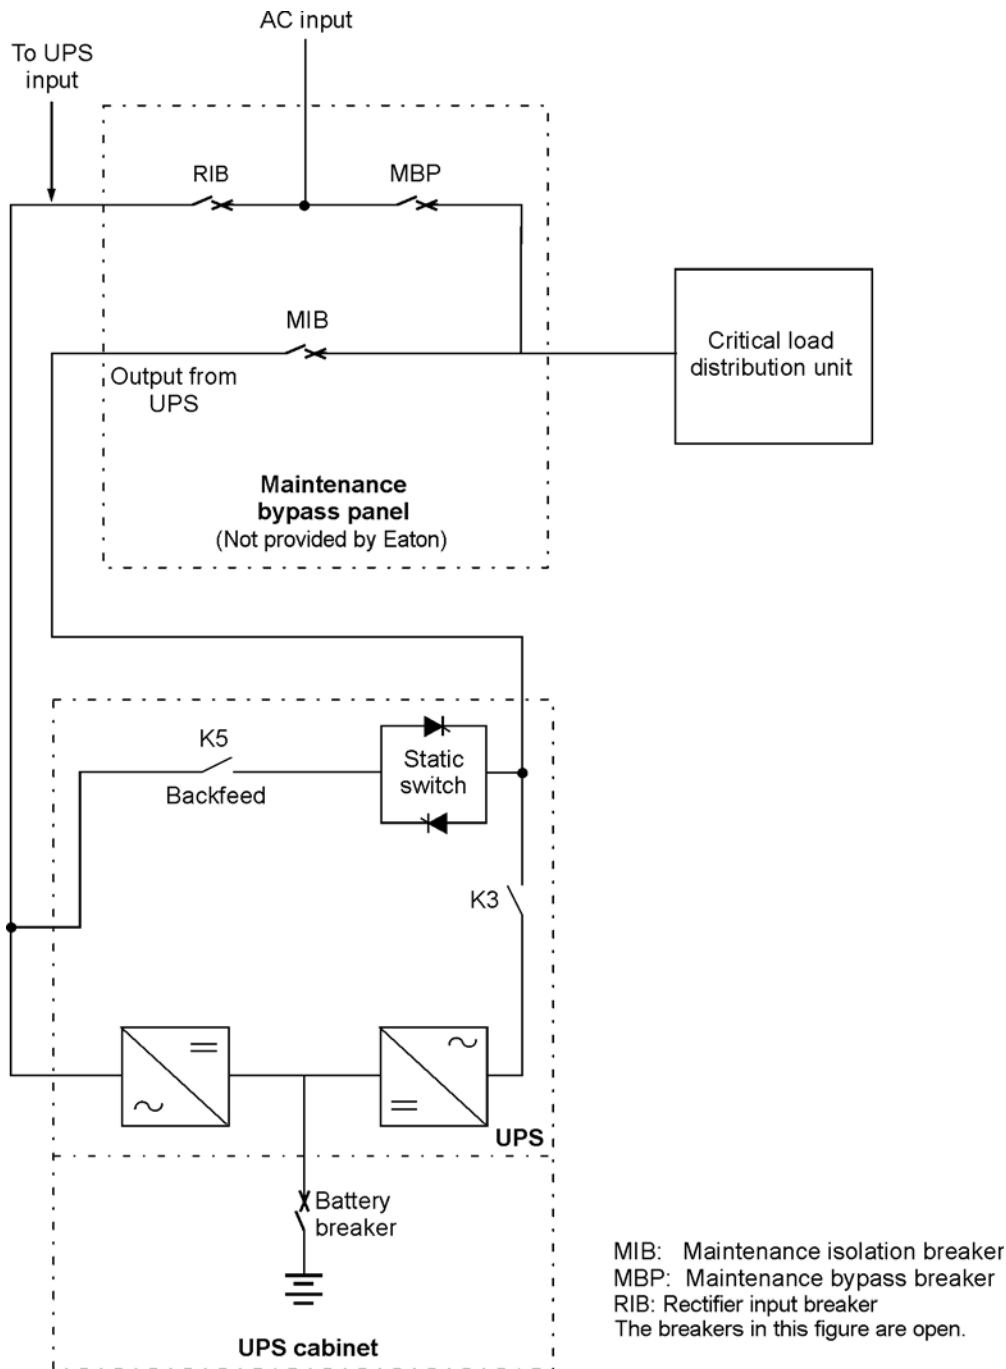 AC input
To UPS
input
RIB
MBP
MIB
Output from
UPS
Critical load
distribution unit
Maintenance
bypass panel
(Not provided by Eaton)
K5
Backfeed
Static
switch
K3
UPS
Battery
breaker
UPS cabinet
MIB: Maintenance isolation breaker
MBP: Maintenance bypass breaker
RIB: Rectifier input breaker
The breakers in this figure are open.